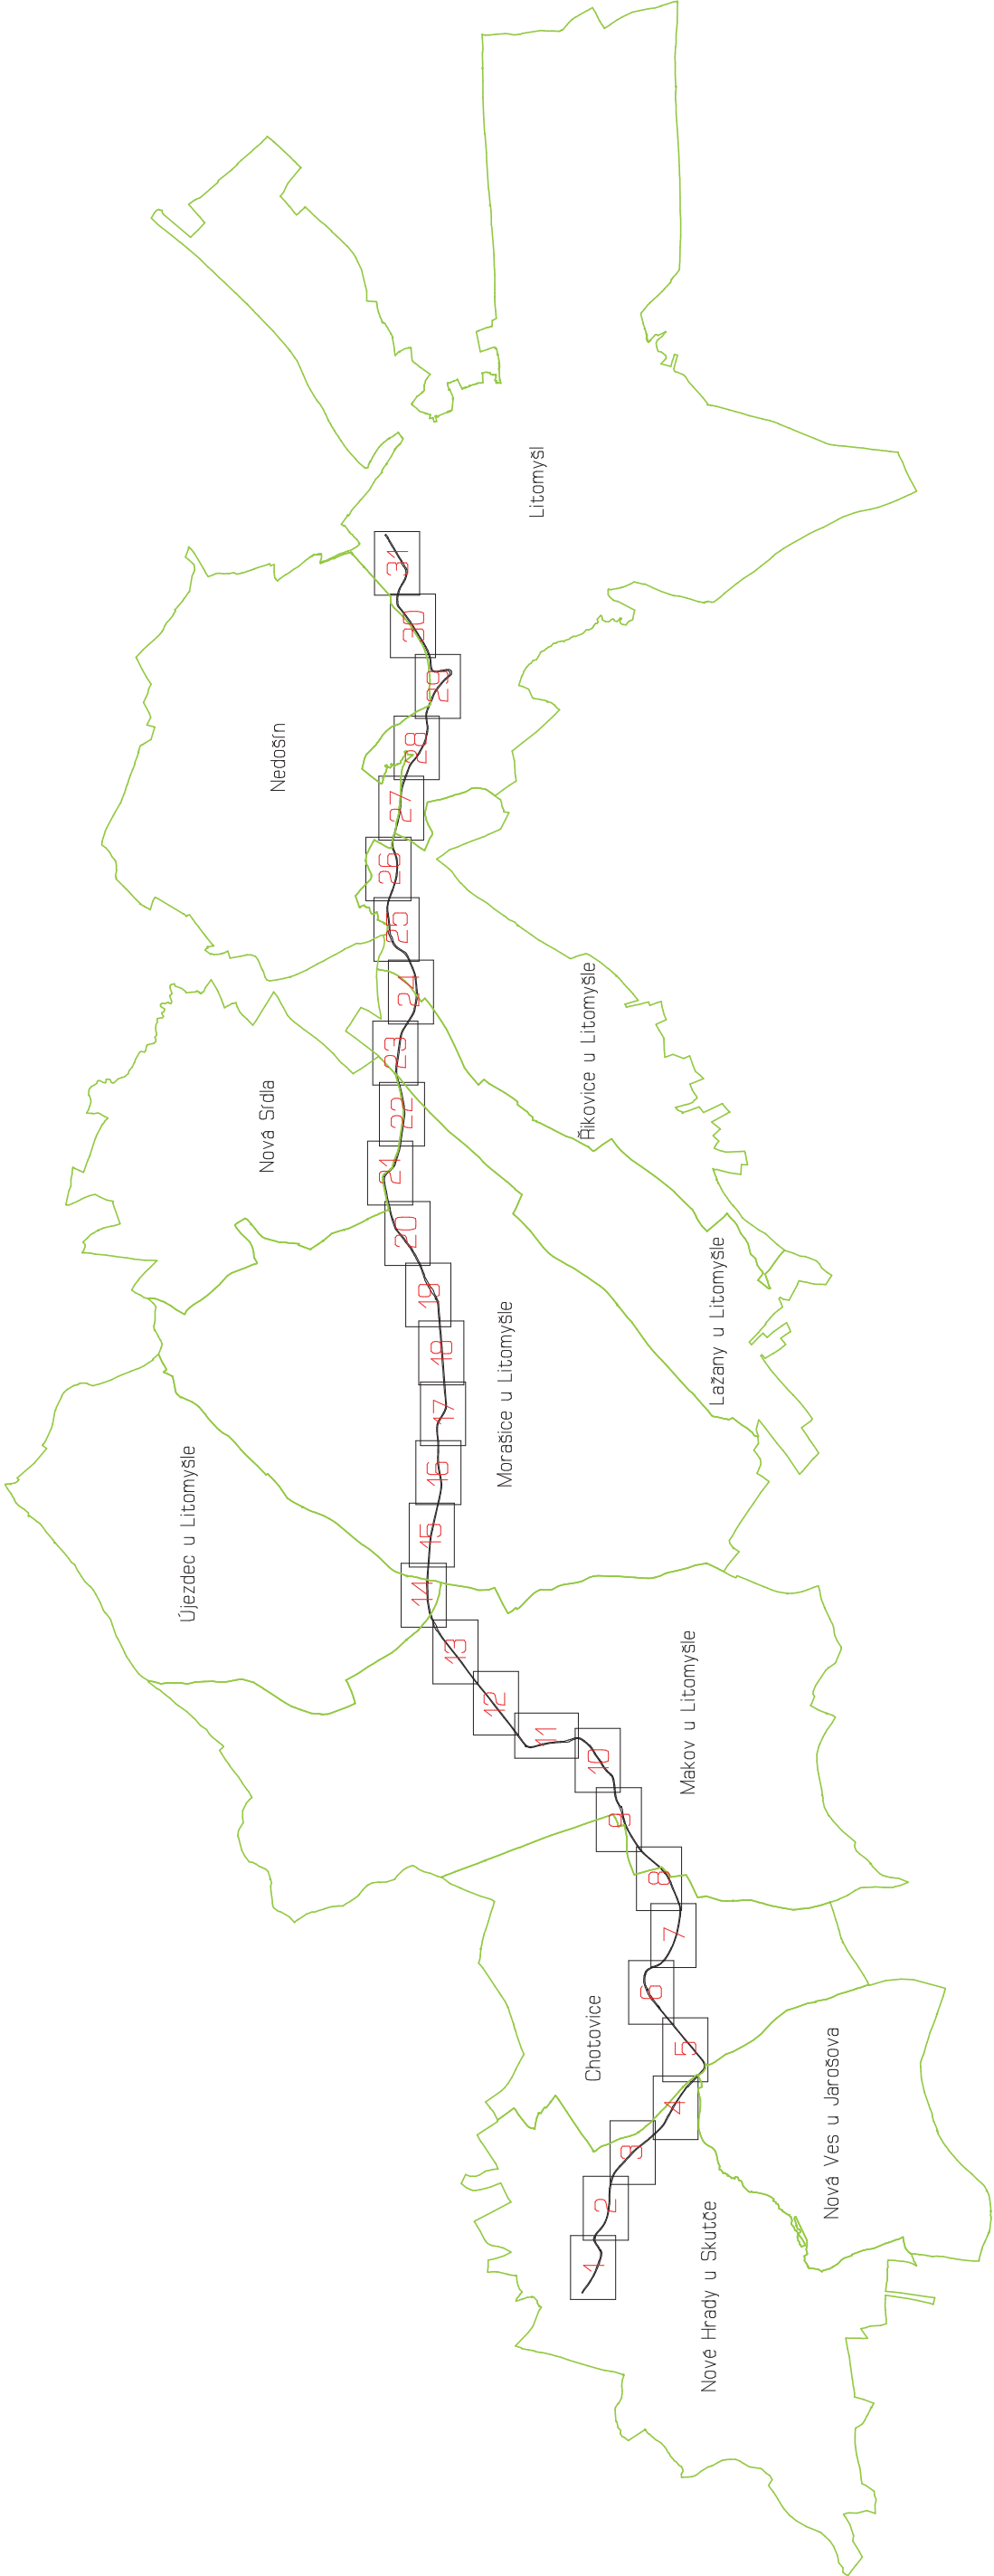 Litomyšl
31
30
29
28
Nedošín
27
26
25
24
Řikovice u Litomyšle
23
22
Nová Sídla
21
20
19
Lažany u Litomyšle
18
Morašice u Litomyšle
17
16
Újezdec u Litomyšle
15
14
13
12
11
Makov u Litomyšle
10
9
8
7
6
Chotovice
5
4
Nová Ves u Jarošova
3
2
1
Nové Hrady u Skutče